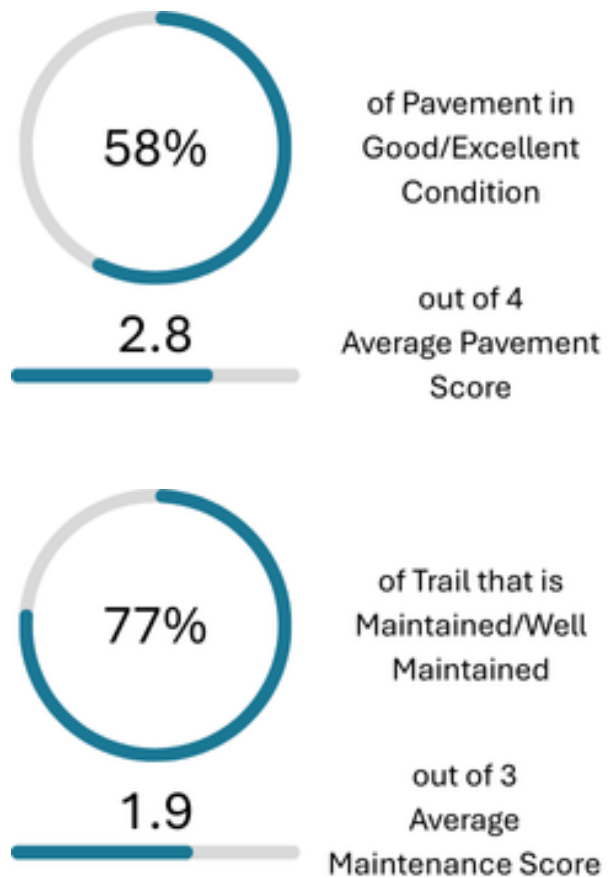 58%
of Pavement in
Good/Excellent
Condition
2.8
out of 4
Average Pavement
Score
77%
of Trail that is
Maintained/Well
Maintained
1.9
out of 3
Average
Maintenance Score